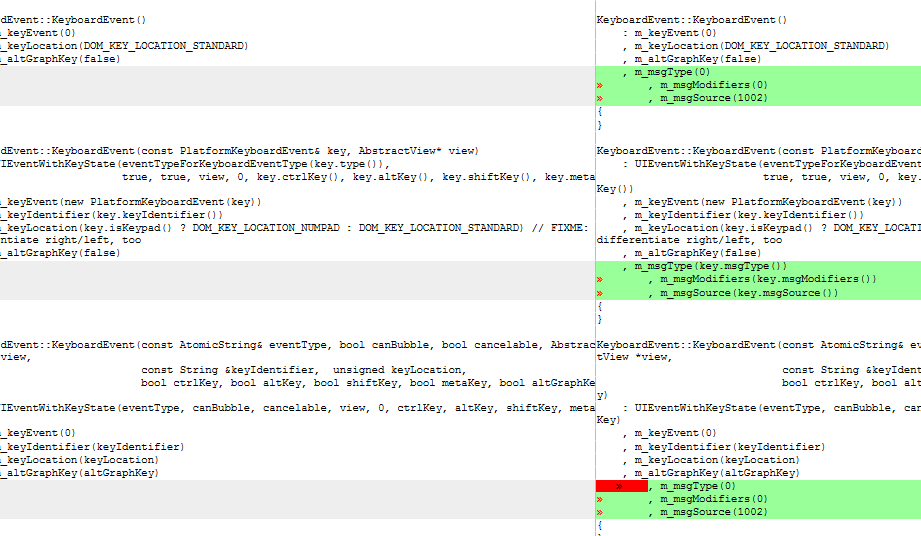 dEvent::KeyboardEvent()
_keyEvent(0)
_keyLocation(DOM_KEY_LOCATION_STANDARD)
_altGraphKey(false)
dEvent::KeyboardEvent(const PlatformKeyboardEvent& key, AbstractView* view)
IEventWithKeyState(eventTypeForKeyboardEventType(key.type()),
true, true, view, 0, key.ctrlKey(), key.altKey(), key.shiftKey(), key.meta
_keyEvent(new PlatformKeyboardEvent(key))
_keyIdentifier(key.keyIdentifier())
_keyLocation(key.isKeypad() ? DOM_KEY_LOCATION_NUMPAD : DOM_KEY_LOCATION_STANDARD) // FIXME:
entiate right/left, too
_altGraphKey(false)
dEvent::KeyboardEvent(const AtomicString& eventType, bool canBubble, bool cancelable, Abstrac
view,
const String &keyIdentifier,  unsigned keyLocation,
bool ctrlKey, bool altKey, bool shiftKey, bool metaKey, bool altGraphKe
IEventWithKeyState(eventType, canBubble, cancelable, view, 0, ctrlKey, altKey, shiftKey, meta
_keyEvent(0)
_keyIdentifier(keyIdentifier)
_keyLocation(keyLocation)
_altGraphKey(altGraphKey)
KeyboardEvent::KeyboardEvent()
: m_keyEvent(0)
, m_keyLocation(DOM_KEY_LOCATION_STANDARD)
, m_altGraphKey(false)
, m_msgType(0)
» , m_msgModifiers(0)
» , m_msgSource(1002)
{
}
KeyboardEvent::KeyboardEvent(const PlatformKeyboard
: UIEventWithKeyState(eventTypeForKeyboardEvent
true, true, view, 0, key.
Key())
, m_keyEvent(new PlatformKeyboardEvent(key))
, m_keyIdentifier(key.keyIdentifier())
, m_keyLocation(key.isKeypad() ? DOM_KEY_LOCAT
differentiate right/left, too
, m_altGraphKey(false)
, m_msgType(key.msgType())
» , m_msgModifiers(key.msgModifiers())
» , m_msgSource(key.msgSource())
{
}
KeyboardEvent::KeyboardEvent(const AtomicString& ev
tView *view,
const String &keyIdent
bool ctrlKey, bool alt
y)
: UIEventWithKeyState(eventType, canBubble, can
Key)
, m_keyEvent(0)
, m_keyIdentifier(keyIdentifier)
, m_keyLocation(keyLocation)
, m_altGraphKey(altGraphKey)
» , m_msgType(0)
» , m_msgModifiers(0)
» , m_msgSource(1002)
{